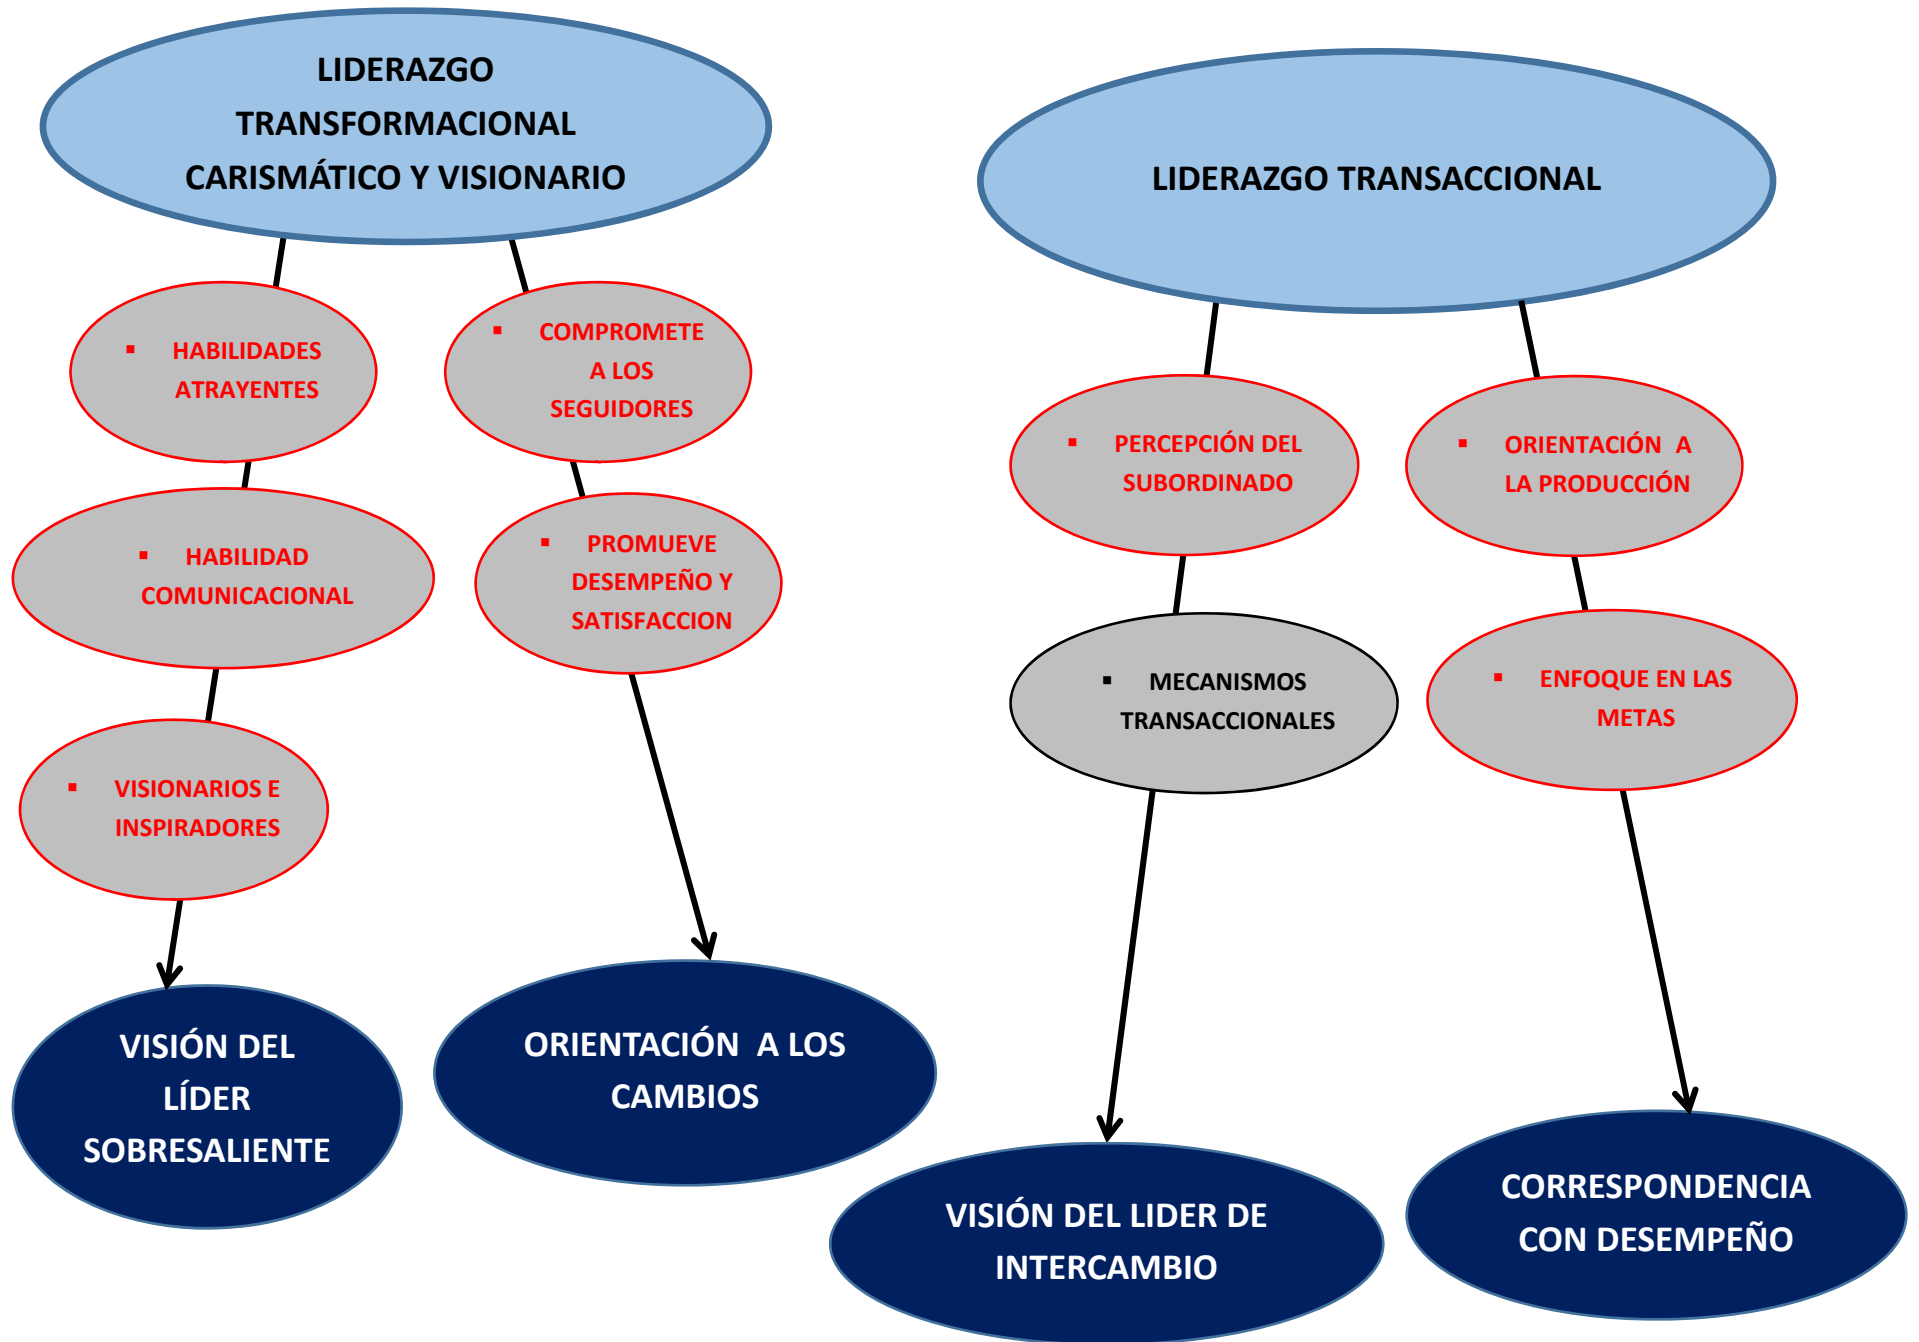 LIDERAZGO
TRANSFORMACIONAL
CARISMÁTICO Y VISIONARIO
▪ HABILIDADES
ATRAYENTES
▪ HABILIDAD
COMUNICACIONAL
▪ VISIONARIOS E
INSPIRADORES
VISIÓN DEL
LÍDER
SOBRESALIENTE
▪ COMPROMETE
A LOS
SEGUIDORES
▪ PROMUEVE
DESEMPEÑO Y
SATISFACCION
ORIENTACIÓN A LOS
CAMBIOS
LIDERAZGO TRANSACCIONAL
▪ PERCEPCIÓN DEL
SUBORDINADO
▪ MECANISMOS
TRANSACCIONALES
VISIÓN DEL LIDER DE
INTERCAMBIO
▪ ORIENTACIÓN A
LA PRODUCCIÓN
▪ ENFOQUE EN LAS
METAS
CORRESPONDENCIA
CON DESEMPEÑO